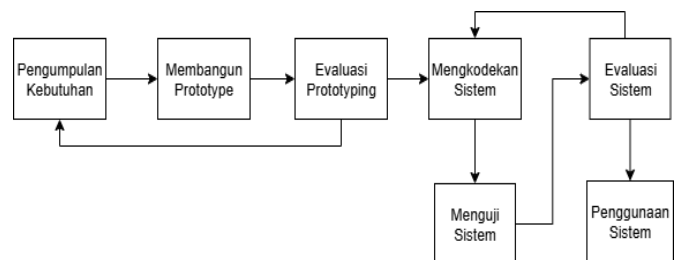 Pengumpulan
Kebutuhan
Membangun
Prototype
Evaluasi
Prototyping
Mengkodekan
Sistem
Evaluasi
Sistem
Menguji
Sistem
Penggunaan
Sistem